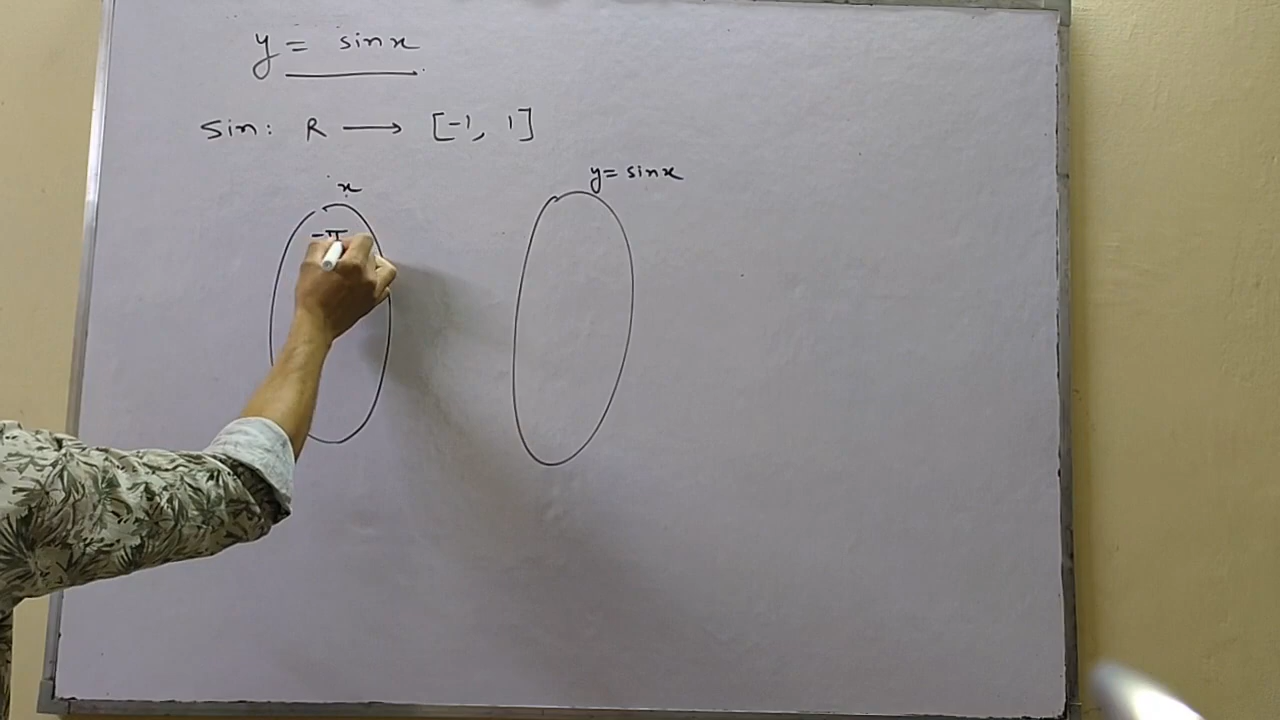 y = sinx
sin: R ⟶ [-1, 1]
x
y = sinx
-π